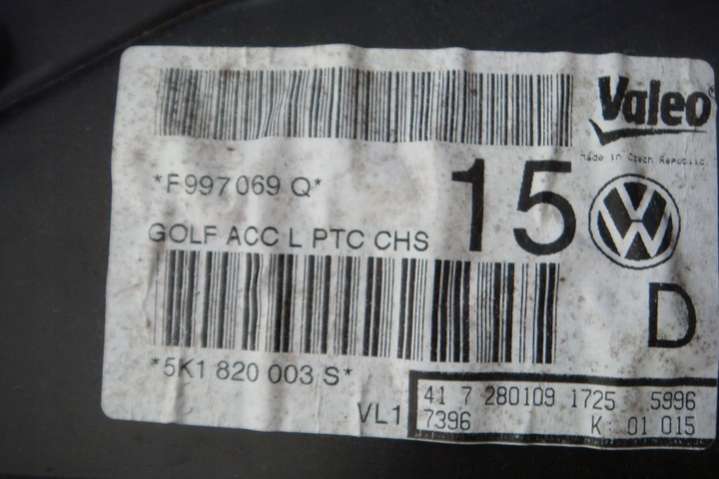 Valeo
Made in Czech Republic
*F997069 Q*
15
GOLF ACC L PTC CHS
D
*5K1 820 003 S*
VL1
41 7 280109 1725 5996
7396 K 01 015